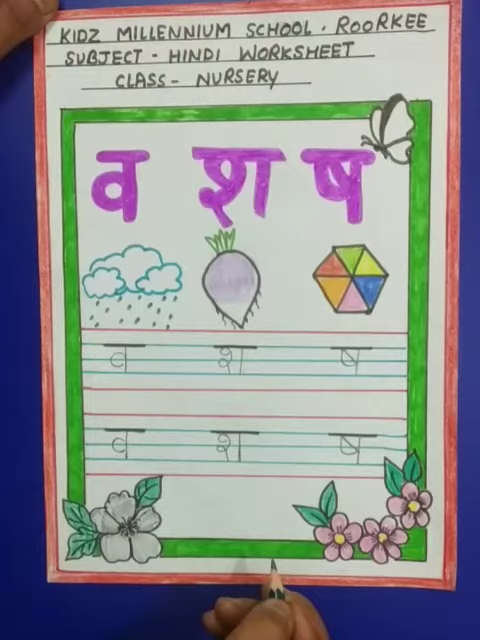 KIDZ MILLENNIUM SCHOOL · ROORKEE
SUBJECT - HINDI WORKSHEET
CLASS - NURSERY
व श ष
व श ष
व श ष